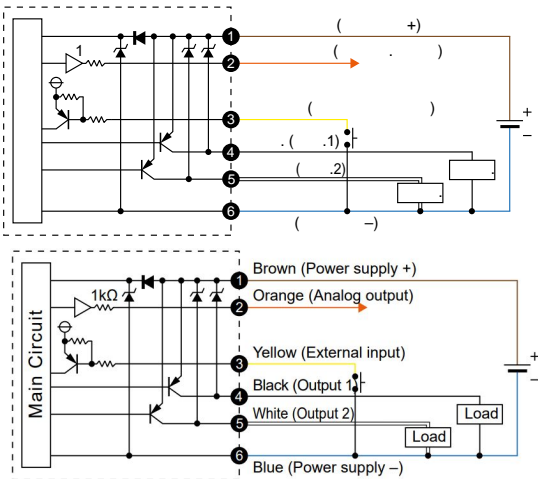 ( +)
1
( . )
( )
. ( .1)
( .2)
( –)
+
–
.
.
1
2
3
4
5
6
Brown (Power supply +)
1kΩ
Orange (Analog output)
Main Circuit
Yellow (External input)
Black (Output 1)
White (Output 2)
Load
Load
Blue (Power supply –)
+
–
1
2
3
4
5
6